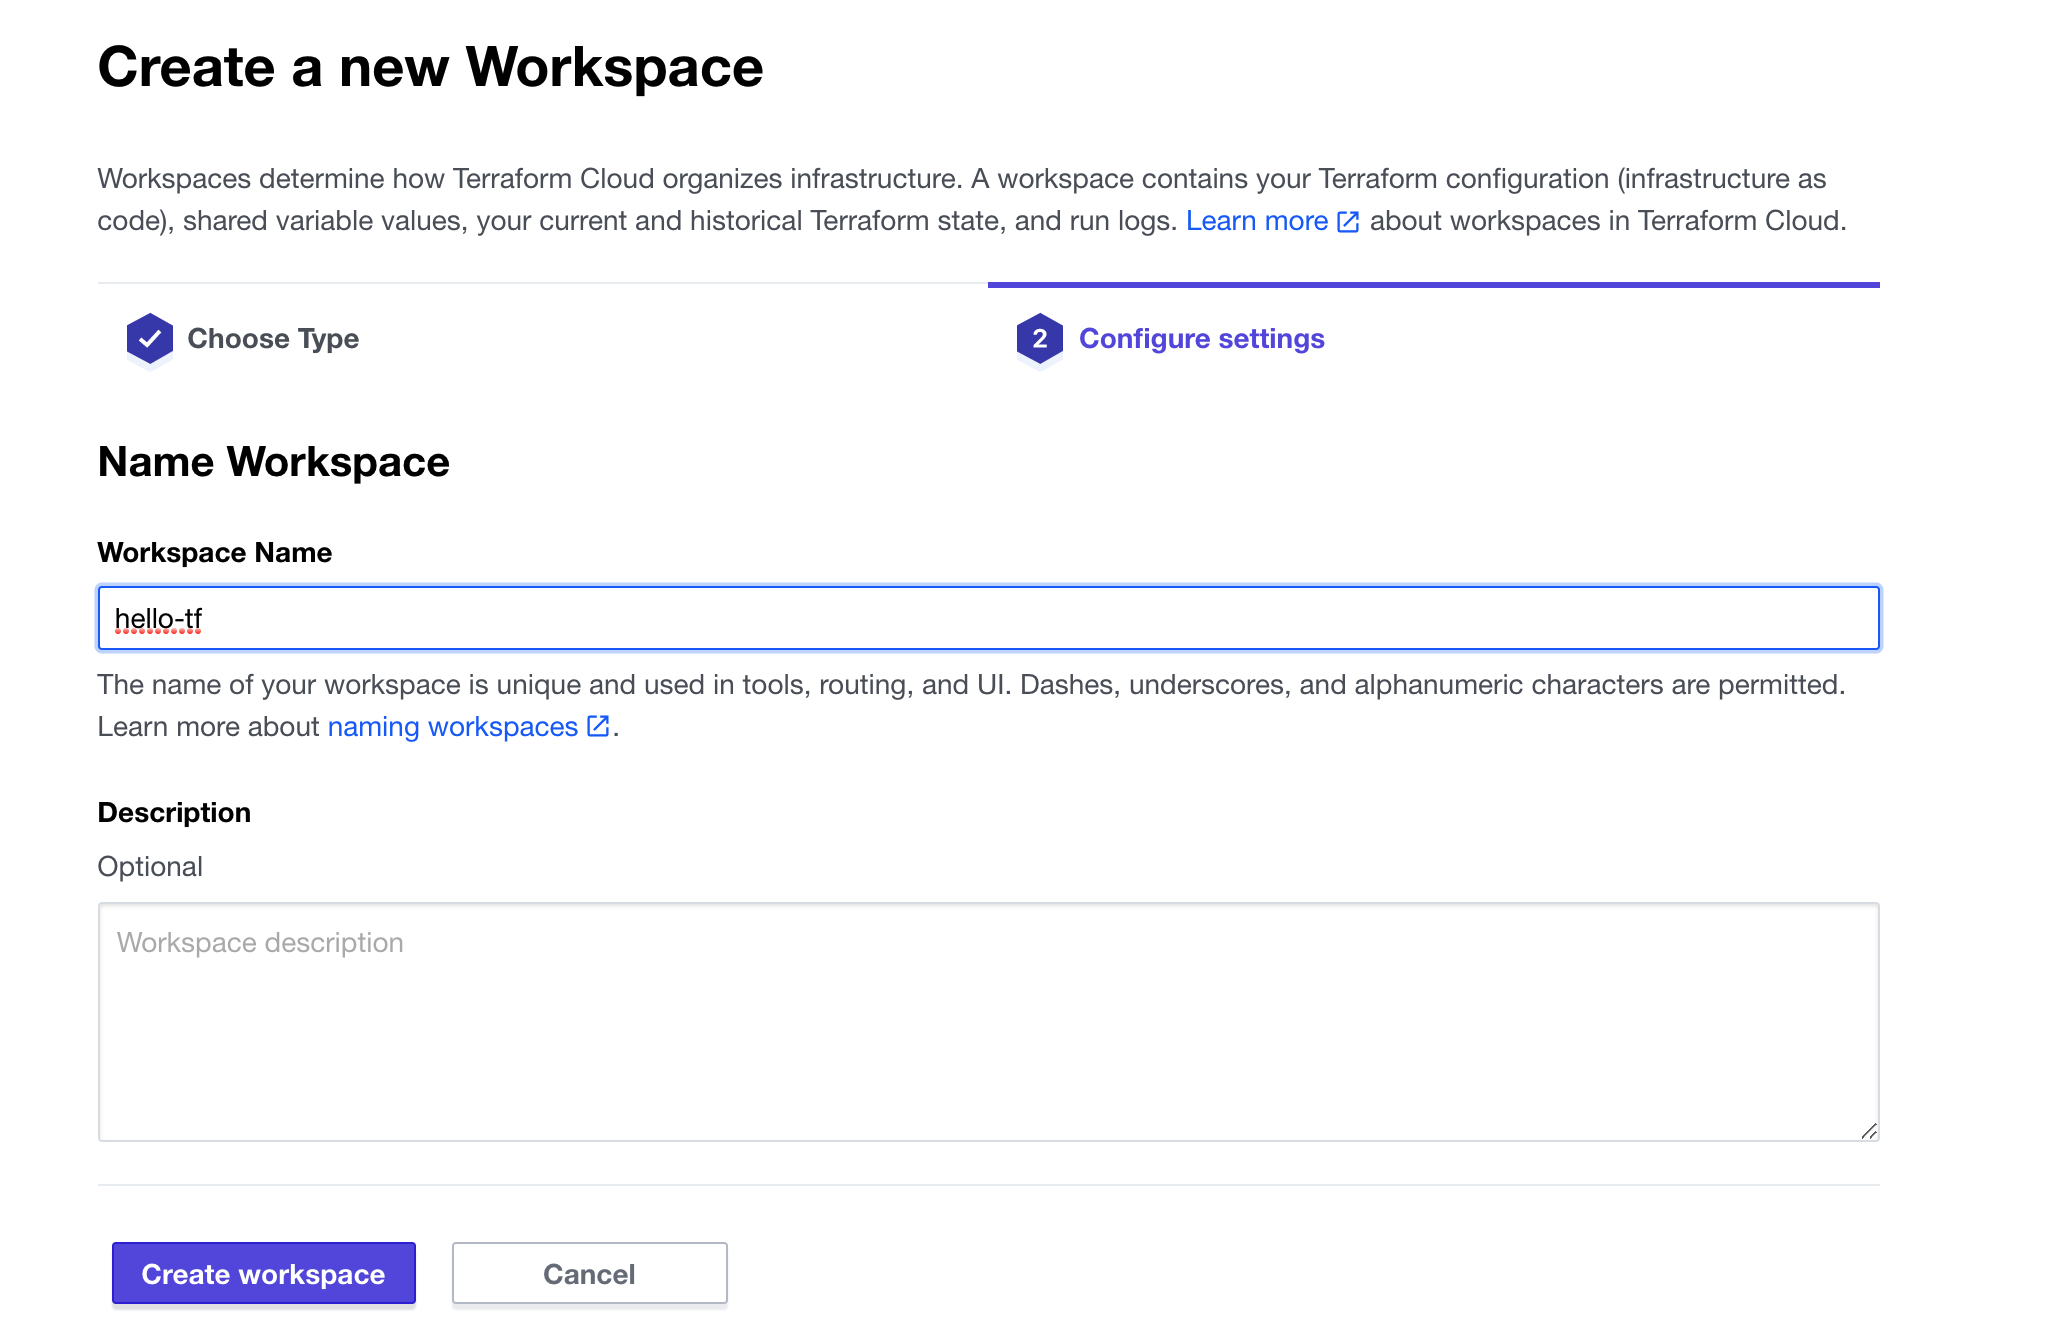 Create a new Workspace
Workspaces determine how Terraform Cloud organizes infrastructure. A workspace contains your Terraform configuration (infrastructure as
code), shared variable values, your current and historical Terraform state, and run logs. Learn more about workspaces in Terraform Cloud.
Choose Type
2 Configure settings
Name Workspace
Workspace Name
hello-tf
The name of your workspace is unique and used in tools, routing, and UI. Dashes, underscores, and alphanumeric characters are permitted.
Learn more about naming workspaces.
Description
Optional
Workspace description
Create workspace
Cancel